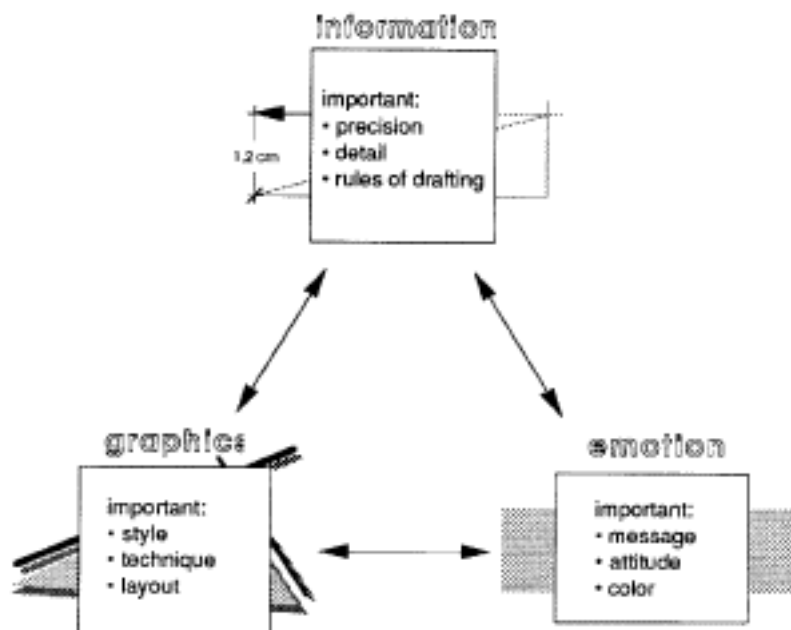 information
important:
• precision
• detail
• rules of drafting
1,2 cm
graphics
important:
• style
• technique
• layout
emotion
important:
• message
• attitude
• color